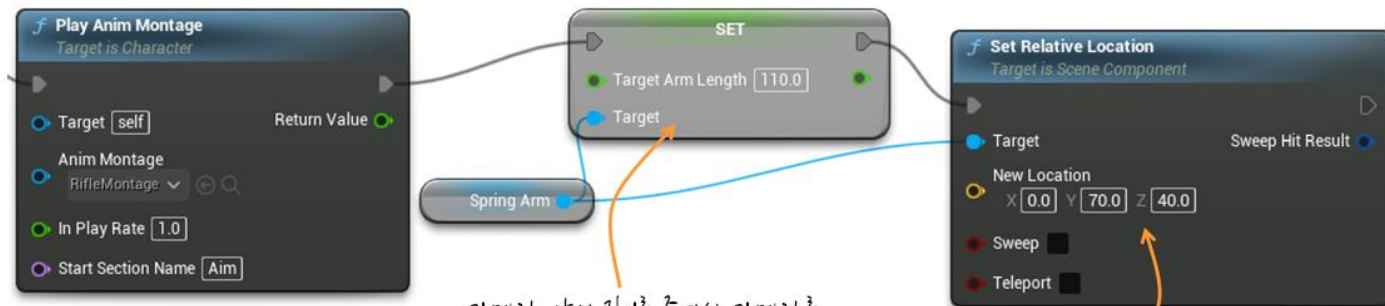 Play Anim Montage
Target is Character
Target self
Return Value
Anim Montage
RifleMontage
In Play Rate 1.0
Start Section Name Aim
SET
Target Arm Length 110.0
Target
Spring Arm
Set Relative Location
Target is Scene Component
Target
Sweep Hit Result
New Location
X 0.0 Y 70.0 Z 40.0
Sweep
Teleport